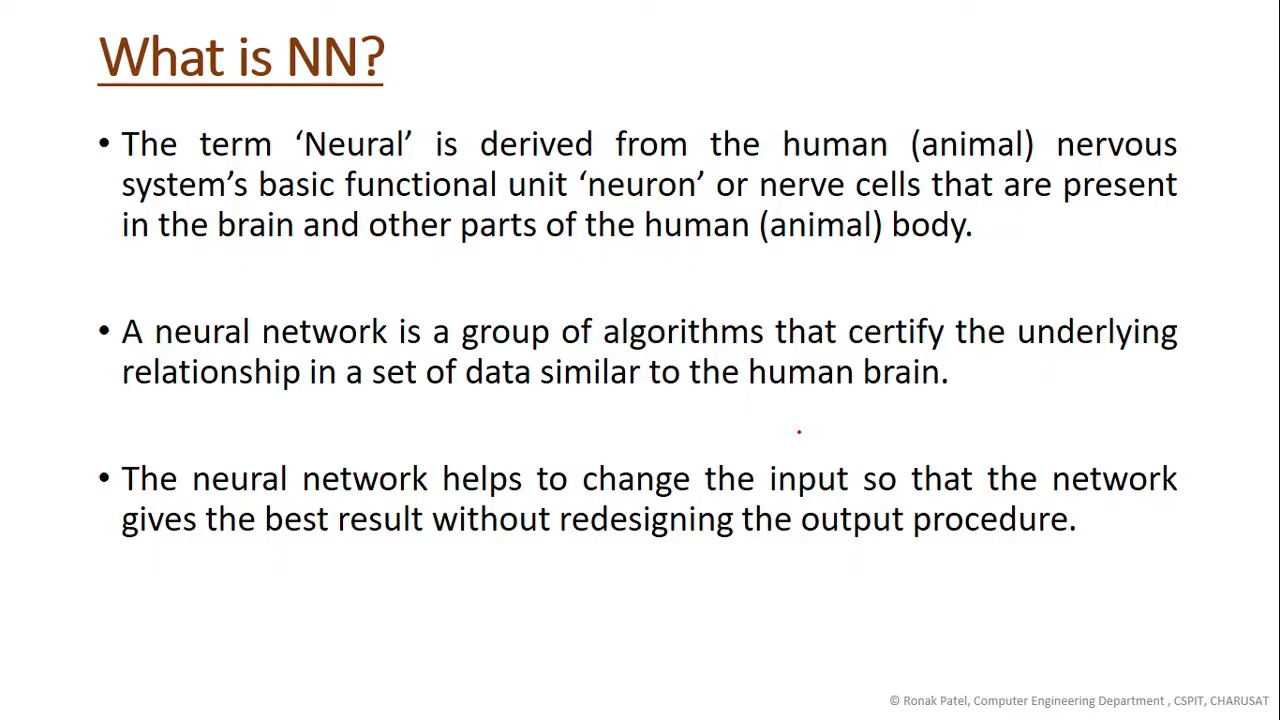 What is NN?
• The term ‘Neural’ is derived from the human (animal) nervous
system’s basic functional unit ‘neuron’ or nerve cells that are present
in the brain and other parts of the human (animal) body.
• A neural network is a group of algorithms that certify the underlying
relationship in a set of data similar to the human brain.
• The neural network helps to change the input so that the network
gives the best result without redesigning the output procedure.
© Ronak Patel, Computer Engineering Department , CSPIT, CHARUSAT